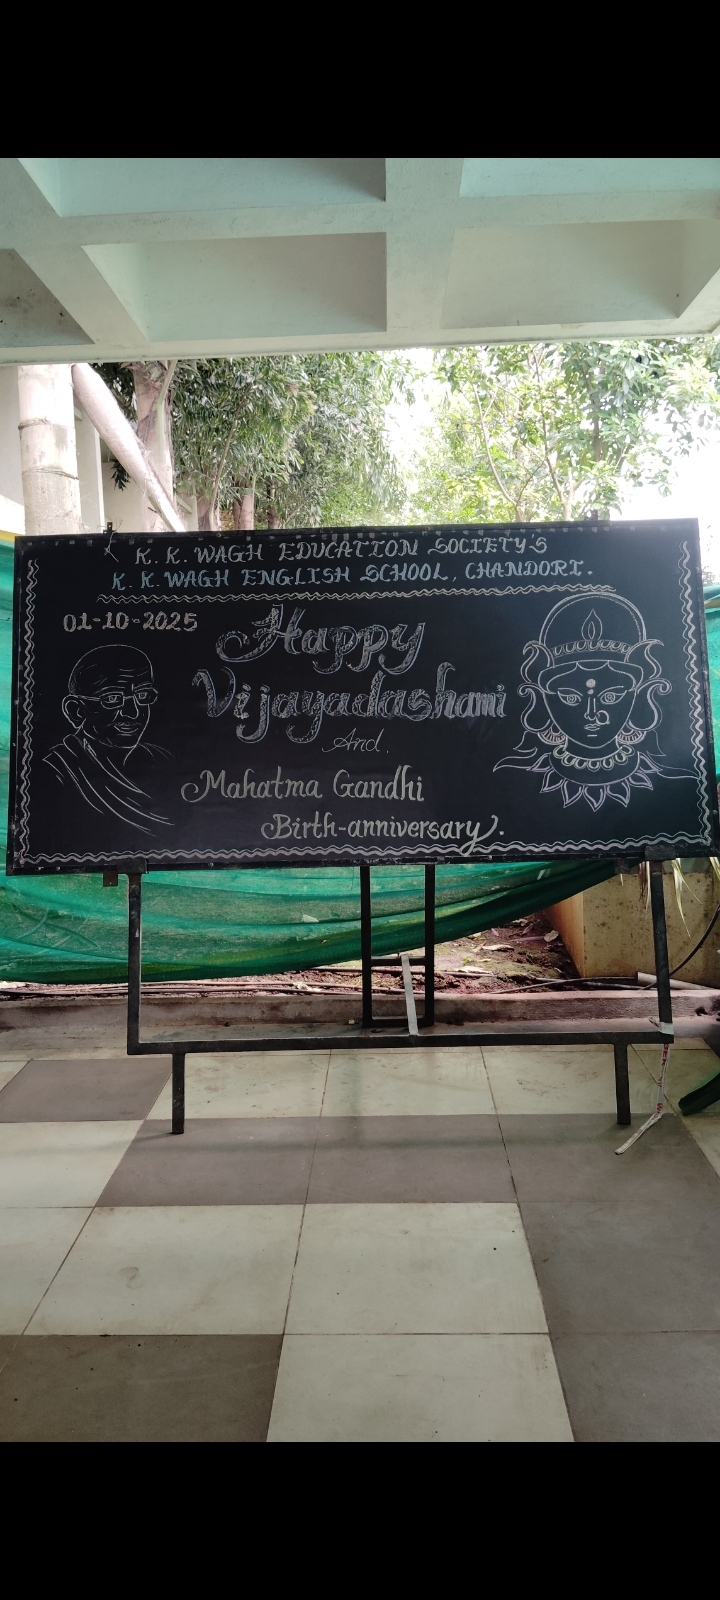 K. K. WAGH EDUCATION SOCIETY'S
K. K. WAGH ENGLISH SCHOOL, CHANDORI.
01-10-2025
Happy
Vijayadashami
And.
Mahatma Gandhi
Birth-anniversary.